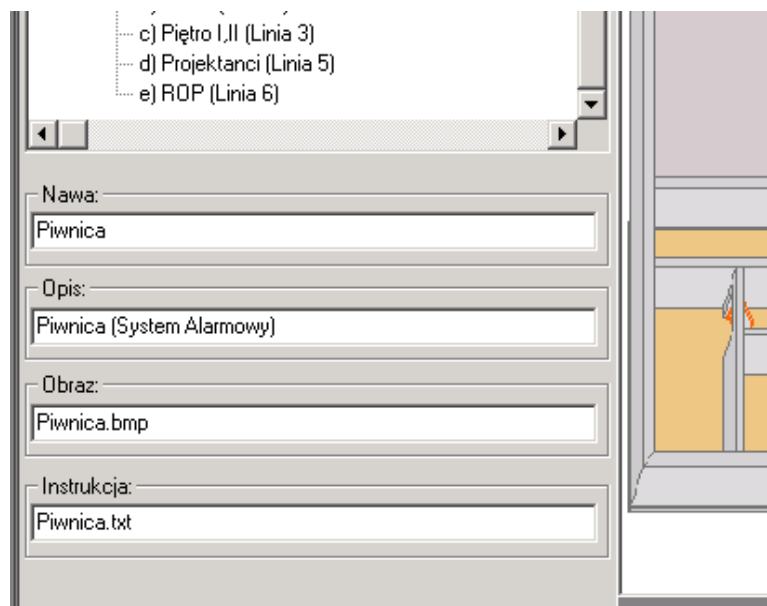 c) Piętro I,II (Linia 3)
d) Projektanci (Linia 5)
e) ROP (Linia 6)
Nawa:
Piwnica
Opis:
Piwnica (System Alarmowy)
Obraz:
Piwnica.bmp
Instrukcja:
Piwnica.txt